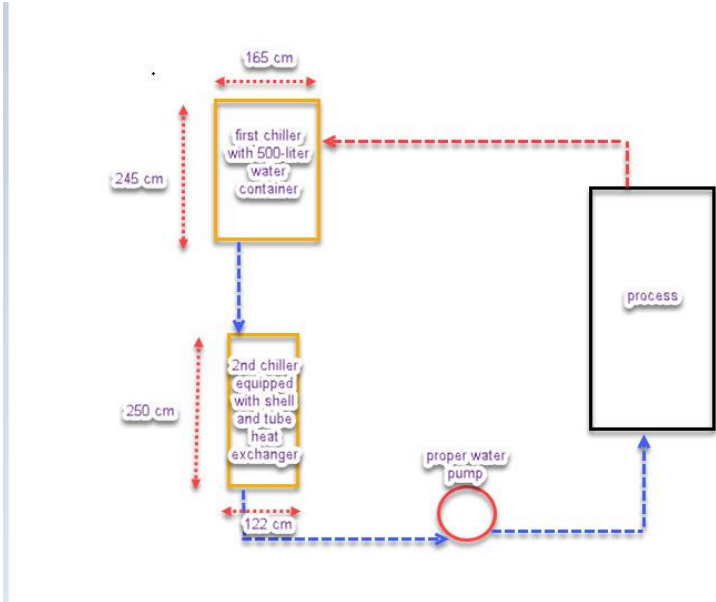 165 cm
first chiller
with 500-liter
water
container
245 cm
process
2nd chiller
equipped
with shell
and tube
heat
exchanger
250 cm
proper water
pump
122 cm